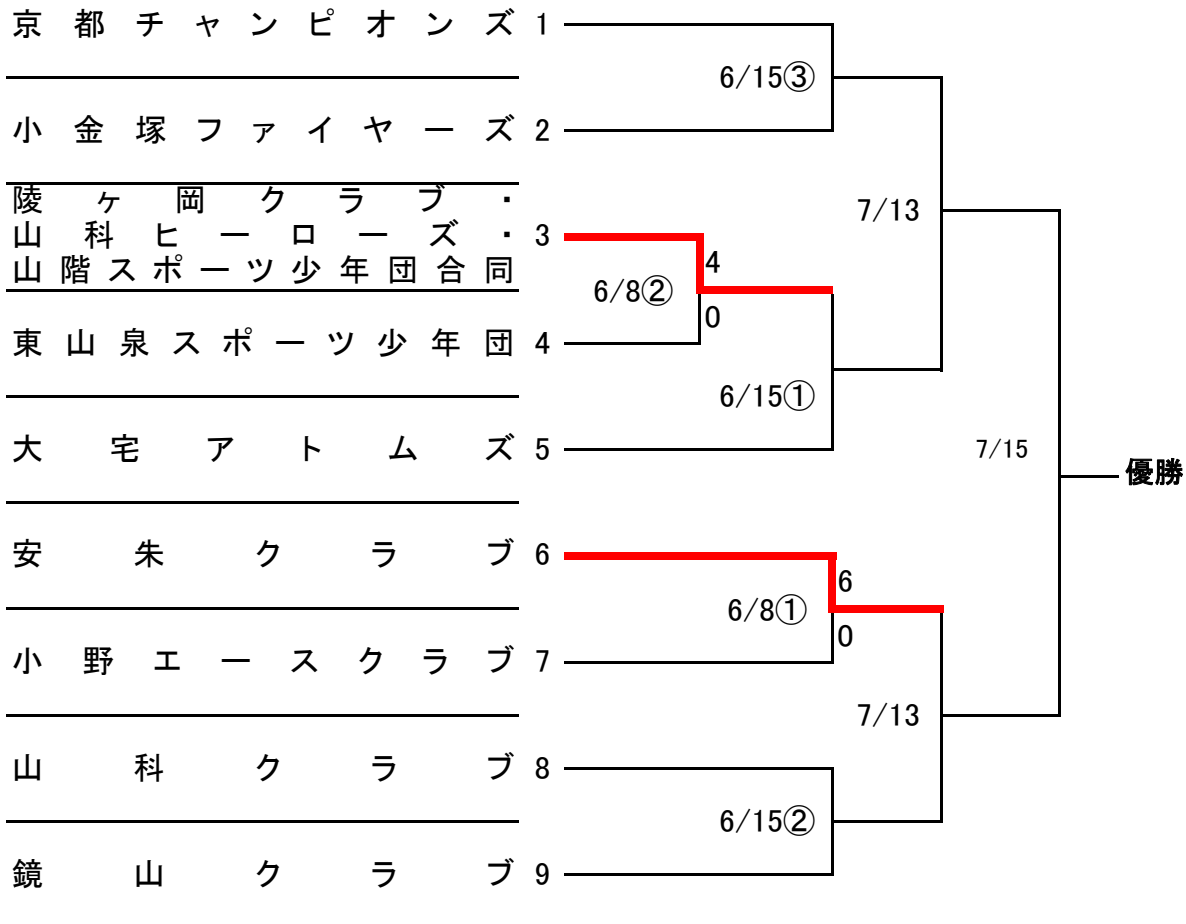 京都チャンピオンズ 1
6/15③
小金塚ファイヤーズ 2
陵ヶ岡クラブ・
山科ヒーローズ・ 3
山階スポーツ少年団合同
7/13
4
6/8②
0
東山泉スポーツ少年団 4
6/15①
大宅アトムズ 5
7/15
優勝
安朱クラブ 6
6
6/8①
0
小野エースクラブ 7
7/13
山科クラブ 8
6/15②
鏡山クラブ 9